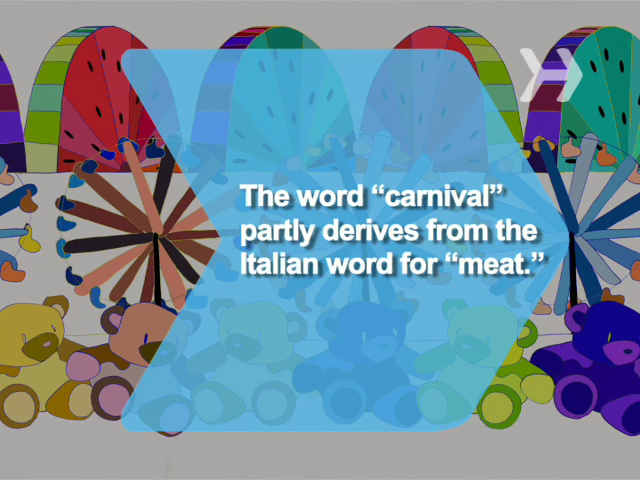 The word “carnival”
partly derives from the
Italian word for “meat.”